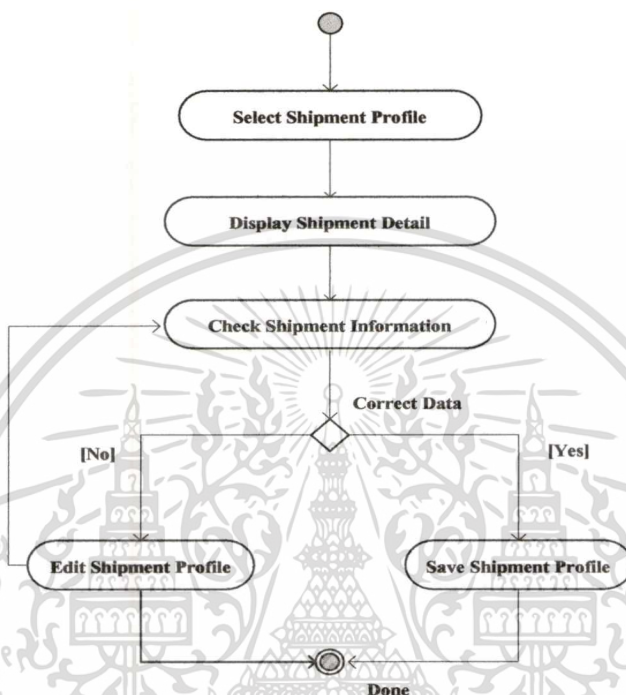 Select Shipment Profile
Display Shipment Detail
Check Shipment Information
Correct Data
[No]
[Yes]
Edit Shipment Profile
Save Shipment Profile
Done